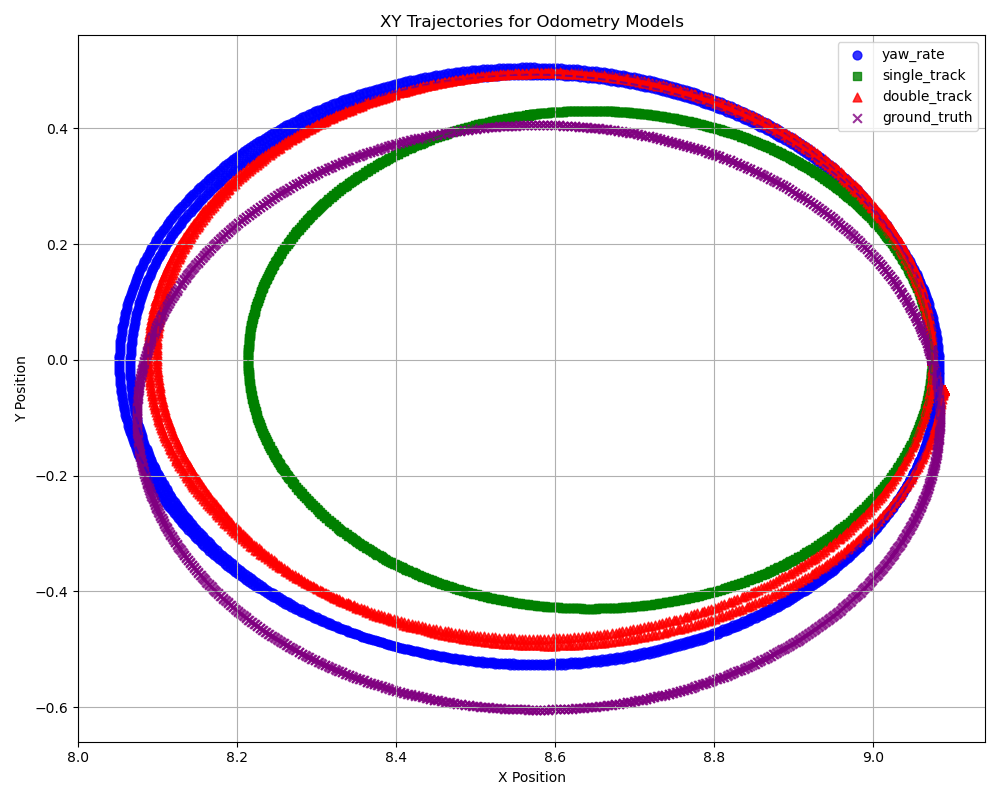 XY Trajectories for Odometry Models
yaw_rate
single_track
double_track
ground_truth
Y Position
0.4
0.2
0.0
−0.2
−0.4
−0.6
8.0
8.2
8.4
8.6
8.8
9.0
X Position